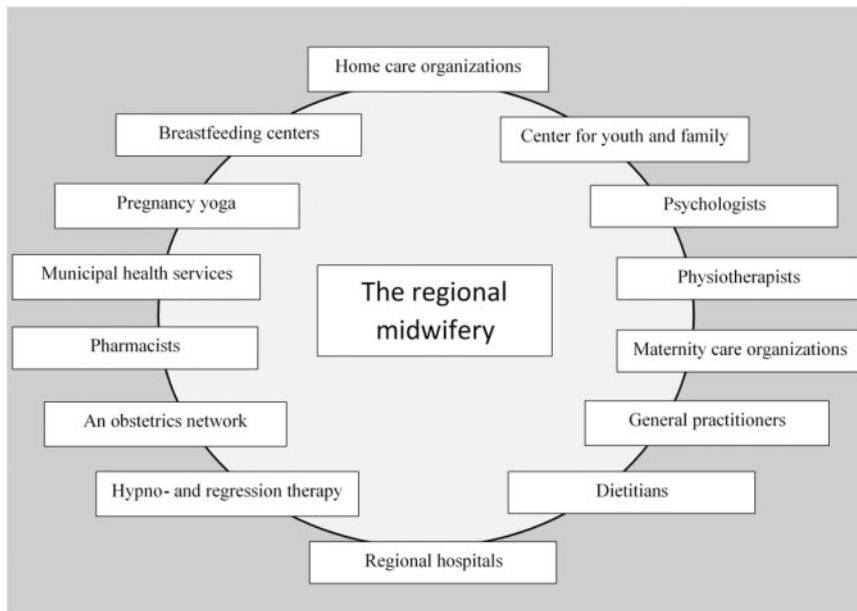 Home care organizations
Breastfeeding centers
Center for youth and family
Pregnancy yoga
Psychologists
Municipal health services
Physiotherapists
The regional
midwifery
Pharmacists
Maternity care organizations
An obstetrics network
General practitioners
Hypno- and regression therapy
Dietitians
Regional hospitals